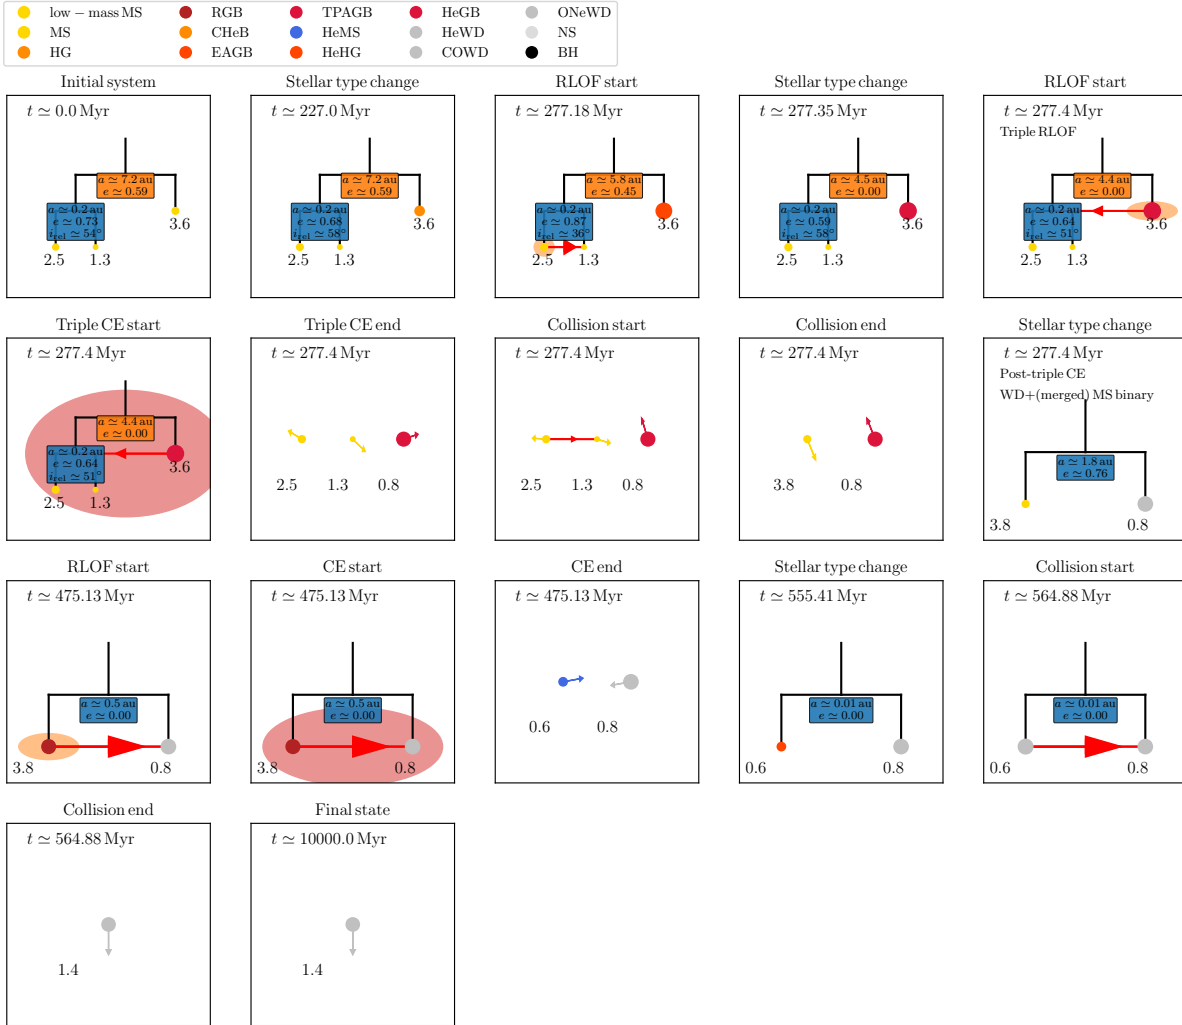 low − mass MS RGB TPAGB HeGB ONeWD
MS CHeB HeMS HeWD NS
HG EAGB HeHG COWD BH
Initial system
t ≃ 0.0 Myr
a ≃ 7.2 au
e ≃ 0.59
a ≃ 0.2 au
e ≃ 0.73
i_rel ≃ 54°
3.6
2.5 1.3
Stellar type change
t ≃ 227.0 Myr
a ≃ 7.2 au
e ≃ 0.59
a ≃ 0.2 au
e ≃ 0.68
i_rel ≃ 58°
3.6
2.5 1.3
RLOF start
t ≃ 277.18 Myr
a ≃ 5.8 au
e ≃ 0.45
a ≃ 0.2 au
e ≃ 0.87
i_rel ≃ 36°
3.6
2.5 1.3
Stellar type change
t ≃ 277.35 Myr
a ≃ 4.5 au
e ≃ 0.00
a ≃ 0.2 au
e ≃ 0.59
i_rel ≃ 58°
3.6
2.5 1.3
RLOF start
t ≃ 277.4 Myr
Triple RLOF
a ≃ 4.4 au
e ≃ 0.00
a ≃ 0.2 au
e ≃ 0.64
i_rel ≃ 51°
3.6
2.5 1.3
Triple CE start
t ≃ 277.4 Myr
a ≃ 4.4 au
e ≃ 0.00
a ≃ 0.2 au
e ≃ 0.64
i_rel ≃ 51°
3.6
2.5 1.3
Triple CE end
t ≃ 277.4 Myr
2.5 1.3 0.8
Collision start
t ≃ 277.4 Myr
2.5 1.3 0.8
Collision end
t ≃ 277.4 Myr
3.8 0.8
Stellar type change
t ≃ 277.4 Myr
Post-triple CE
WD+(merged) MS binary
a ≃ 1.8 au
e ≃ 0.76
3.8 0.8
RLOF start
t ≃ 475.13 Myr
a ≃ 0.5 au
e ≃ 0.00
3.8 0.8
CE start
t ≃ 475.13 Myr
a ≃ 0.5 au
e ≃ 0.00
3.8 0.8
CE end
t ≃ 475.13 Myr
0.6 0.8
Stellar type change
t ≃ 555.41 Myr
a ≃ 0.01 au
e ≃ 0.00
0.6 0.8
Collision start
t ≃ 564.88 Myr
a ≃ 0.01 au
e ≃ 0.00
0.6 0.8
Collision end
t ≃ 564.88 Myr
1.4
Final state
t ≃ 10000.0 Myr
1.4